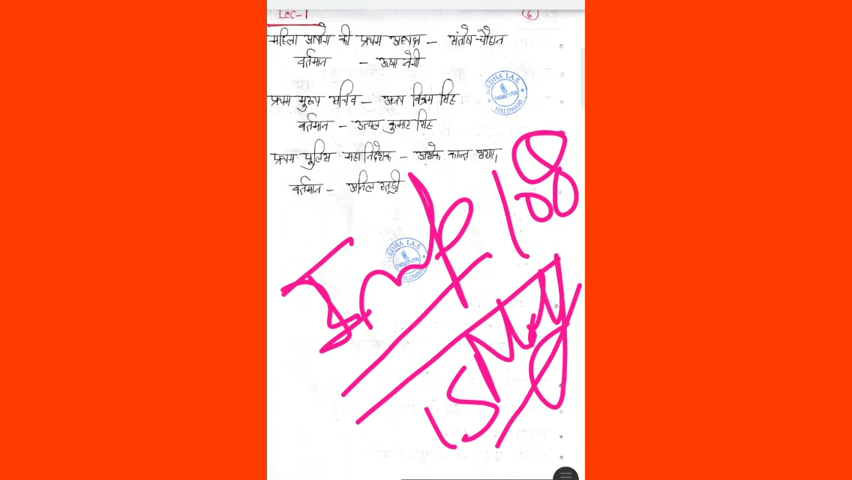 Lec-1
6
महिला आयोग की प्रथम अध्यक्ष - संतोष चौहान
वर्तमान - ऊषा नेगी
प्रथम मुख्य सचिव - अजय विक्रम सिंह
वर्तमान - उत्पल कुमार सिंह
प्रथम पुलिस महानिदेशक - अशोक कान्त शरण
वर्तमान - अनिल रतूड़ी
Imp 108
15 May